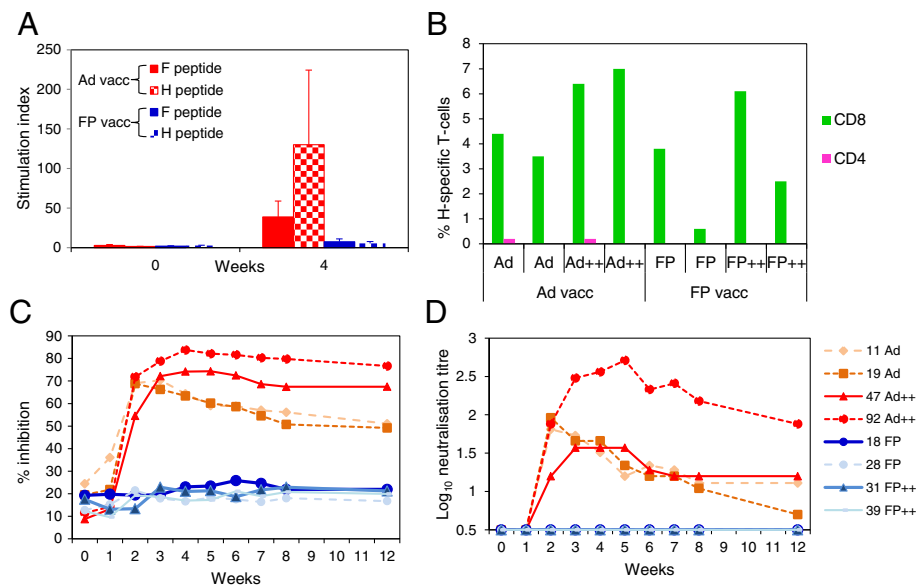 A
Stimulation index
250
200
150
100
50
0
Ad vacc
F peptide
H peptide
FP vacc
F peptide
H peptide
0
Weeks
4
B
% H-specific T-cells
8
7
6
5
4
3
2
1
0
Ad
Ad
Ad++
Ad++
FP
FP
FP++
FP++
Ad vacc
FP vacc
CD8
CD4
C
% inhibition
90
80
70
60
50
40
30
20
10
0
0 1 2 3 4 5 6 7 8 9 10 11 12
Weeks
D
Log10 neutralisation titre
3
2.5
2
1.5
1
0.5
0 1 2 3 4 5 6 7 8 9 10 11 12
Weeks
11 Ad
19 Ad
47 Ad++
92 Ad++
18 FP
28 FP
31 FP++
39 FP++